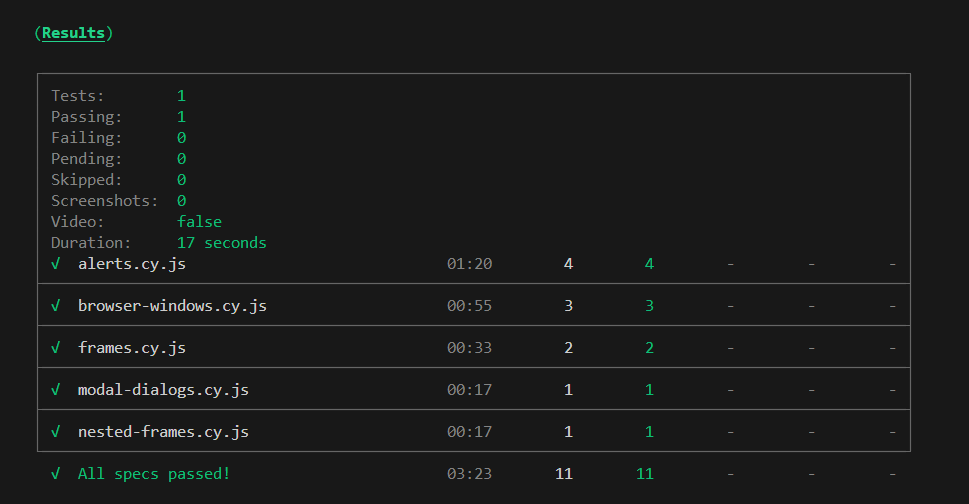 (Results)
Tests: 1
Passing: 1
Failing: 0
Pending: 0
Skipped: 0
Screenshots: 0
Video: false
Duration: 17 seconds
√ alerts.cy.js 01:20 4 4 - - -
√ browser-windows.cy.js 00:55 3 3 - - -
√ frames.cy.js 00:33 2 2 - - -
√ modal-dialogs.cy.js 00:17 1 1 - - -
√ nested-frames.cy.js 00:17 1 1 - - -
√ All specs passed! 03:23 11 11 - - -